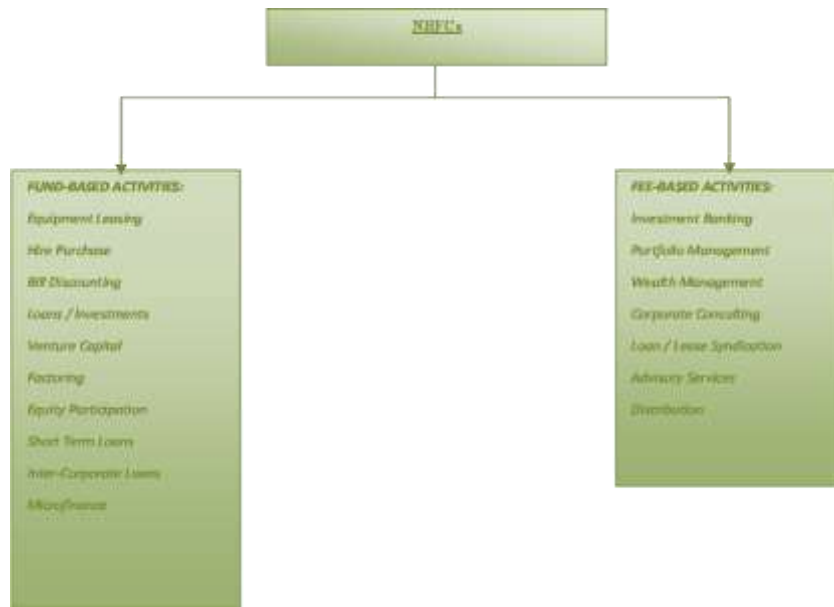 NBFCs
FUND-BASED ACTIVITIES:
Equipment Leasing
Hire Purchase
Bill Discounting
Loans / Investments
Venture Capital
Factoring
Equity Participation
Short Term Loans
Inter-Corporate Loans
Microfinance
FEE-BASED ACTIVITIES:
Investment Banking
Portfolio Management
Wealth Management
Corporate Consulting
Loan / Lease Syndication
Advisory Services
Distribution